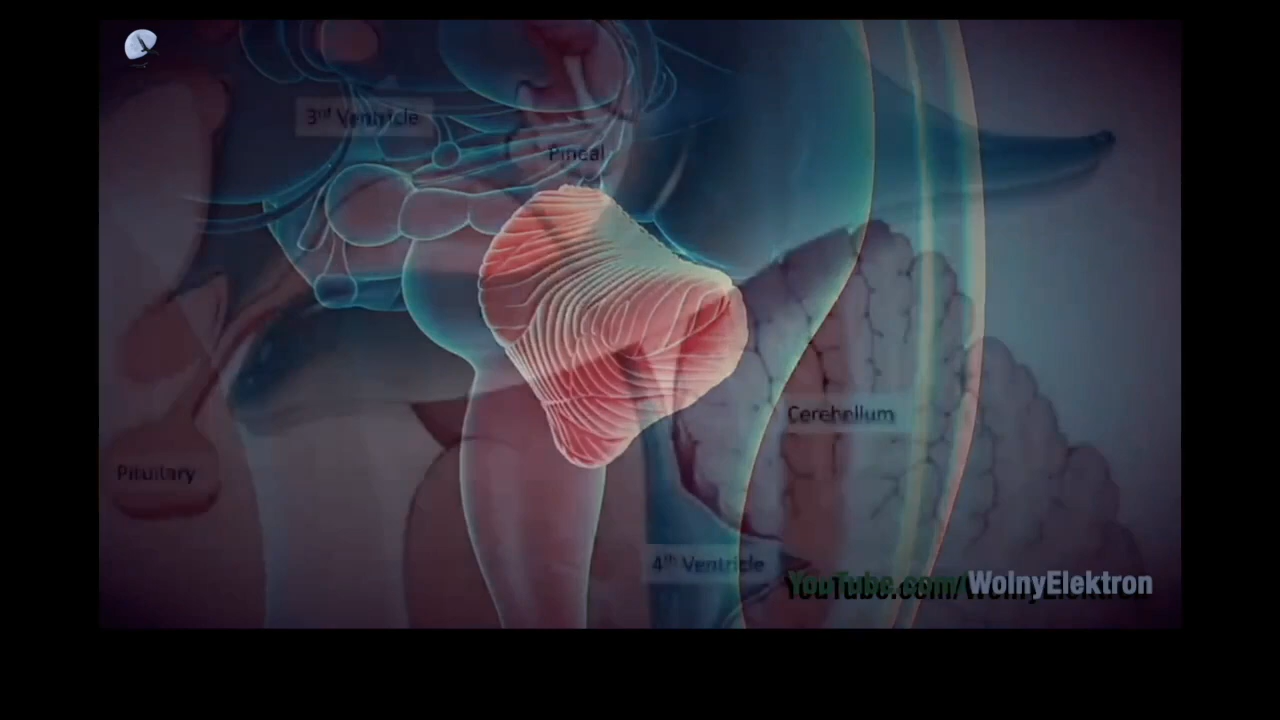 3rd Ventricle
Pineal
Cerebellum
Pituitary
4th Ventricle
YouTube.com/WolnyElektron